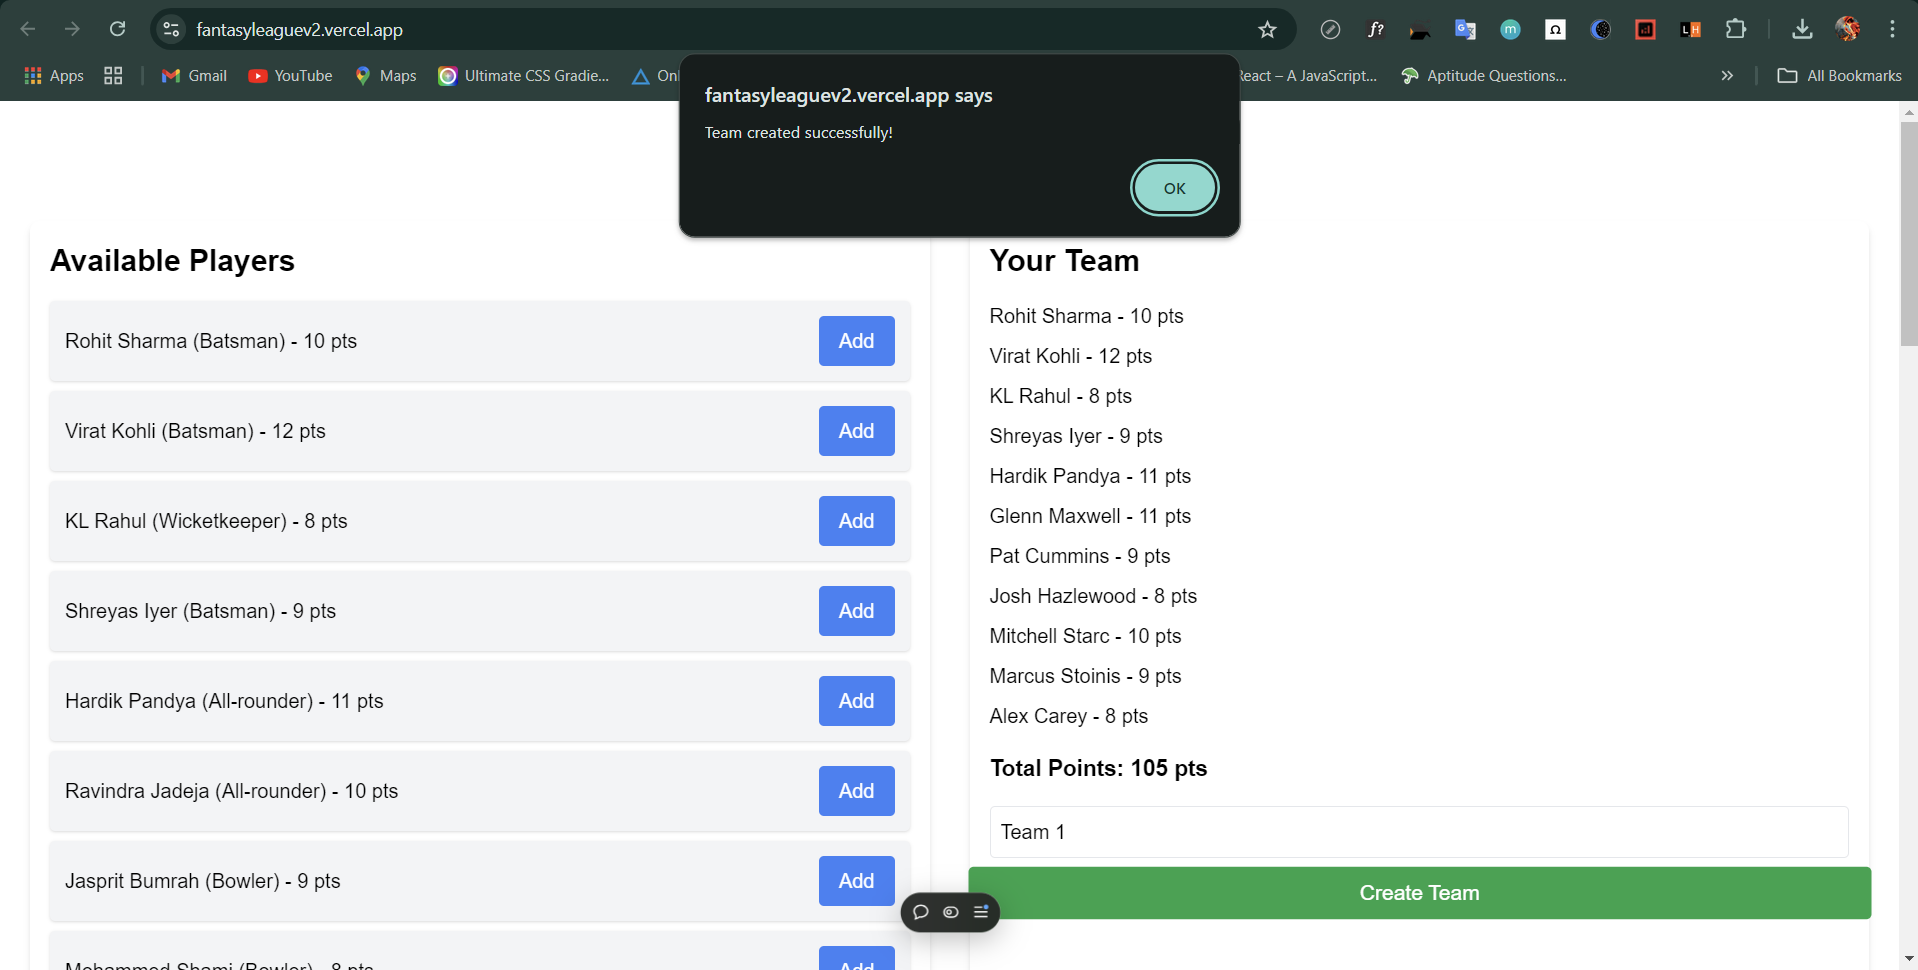 fantasyleaguev2.vercel.app
Apps
Gmail
YouTube
Maps
Ultimate CSS Gradie...
React – A JavaScript...
Aptitude Questions...
All Bookmarks
fantasyleaguev2.vercel.app says
Team created successfully!
OK
Available Players
Rohit Sharma (Batsman) - 10 pts
Add
Virat Kohli (Batsman) - 12 pts
Add
KL Rahul (Wicketkeeper) - 8 pts
Add
Shreyas Iyer (Batsman) - 9 pts
Add
Hardik Pandya (All-rounder) - 11 pts
Add
Ravindra Jadeja (All-rounder) - 10 pts
Add
Jasprit Bumrah (Bowler) - 9 pts
Add
Mohammed Shami (Bowler) - 8 pts
Add
Your Team
Rohit Sharma - 10 pts
Virat Kohli - 12 pts
KL Rahul - 8 pts
Shreyas Iyer - 9 pts
Hardik Pandya - 11 pts
Glenn Maxwell - 11 pts
Pat Cummins - 9 pts
Josh Hazlewood - 8 pts
Mitchell Starc - 10 pts
Marcus Stoinis - 9 pts
Alex Carey - 8 pts
Total Points: 105 pts
Team 1
Create Team